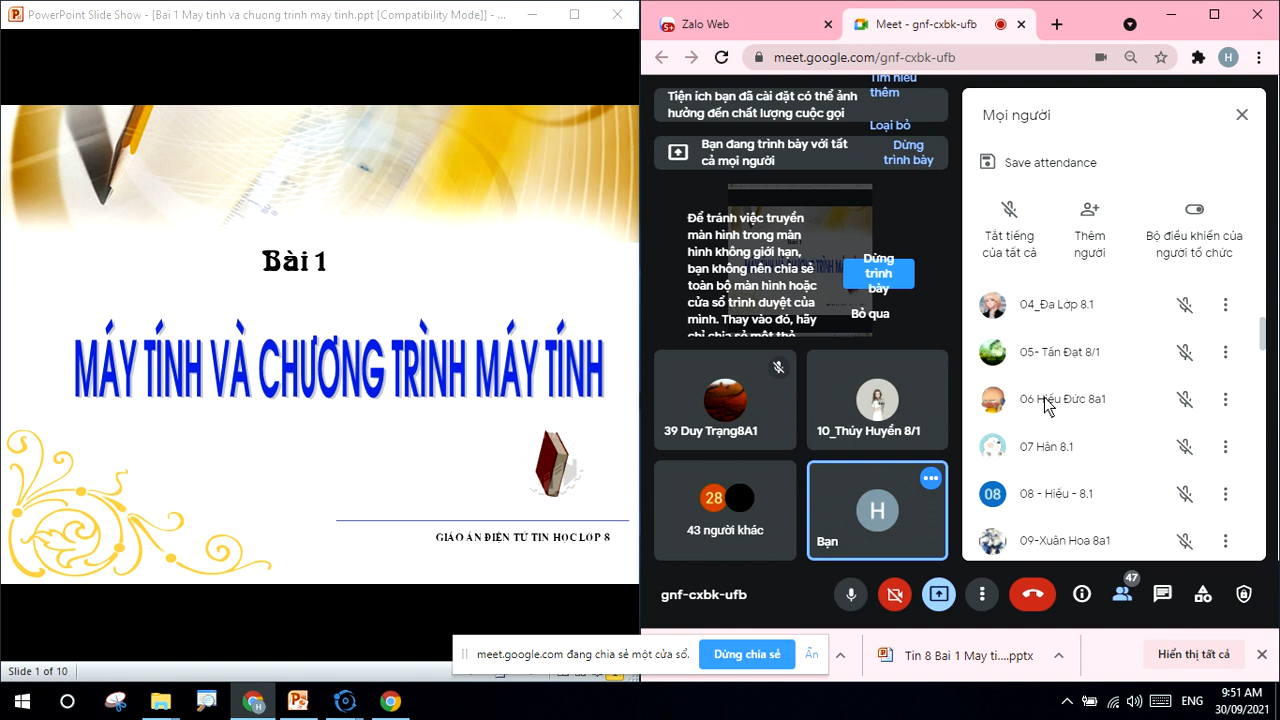 PowerPoint Slide Show - [Bai 1 May tinh va chuong trinh may tinh.ppt [Compatibility Mode]] - ...
Bài 1
MÁY TÍNH VÀ CHƯƠNG TRÌNH MÁY TÍNH
GIÁO ÁN ĐIỆN TỬ TIN HỌC LỚP 8
Slide 1 of 10
Zalo Web
Meet - gnf-cxbk-ufb
meet.google.com/gnf-cxbk-ufb
H
Tìm hiểu
thêm
Tiện ích bạn đã cài đặt có thể ảnh
hưởng đến chất lượng cuộc gọi
Loại bỏ
Bạn đang trình bày với tất
cả mọi người
Dừng
trình bày
Để tránh việc truyền
màn hình trong màn
hình không giới hạn,
bạn không nên chia sẻ
toàn bộ màn hình hoặc
cửa sổ trình duyệt của
mình. Thay vào đó, hãy
chỉ chia sẻ một thẻ
Dừng
trình
bày
Bỏ qua
39 Duy Trạng8A1
10_Thúy Huyền 8/1
28
43 người khác
H
Bạn
gnf-cxbk-ufb
47
Mọi người
Save attendance
Tắt tiếng
của tất cả
Thêm
người
Bộ điều khiển của
người tổ chức
04_Đa Lớp 8.1
05- Tấn Đạt 8/1
06 Hiếu Đức 8a1
07 Hân 8.1
08
08 - Hiếu - 8.1
09-Xuân Hoa 8a1
meet.google.com đang chia sẻ một cửa sổ.
Dừng chia sẻ
Ẩn
Tin 8 Bai 1 May ti....pptx
Hiển thị tất cả
ENG
9:51 AM
30/09/2021